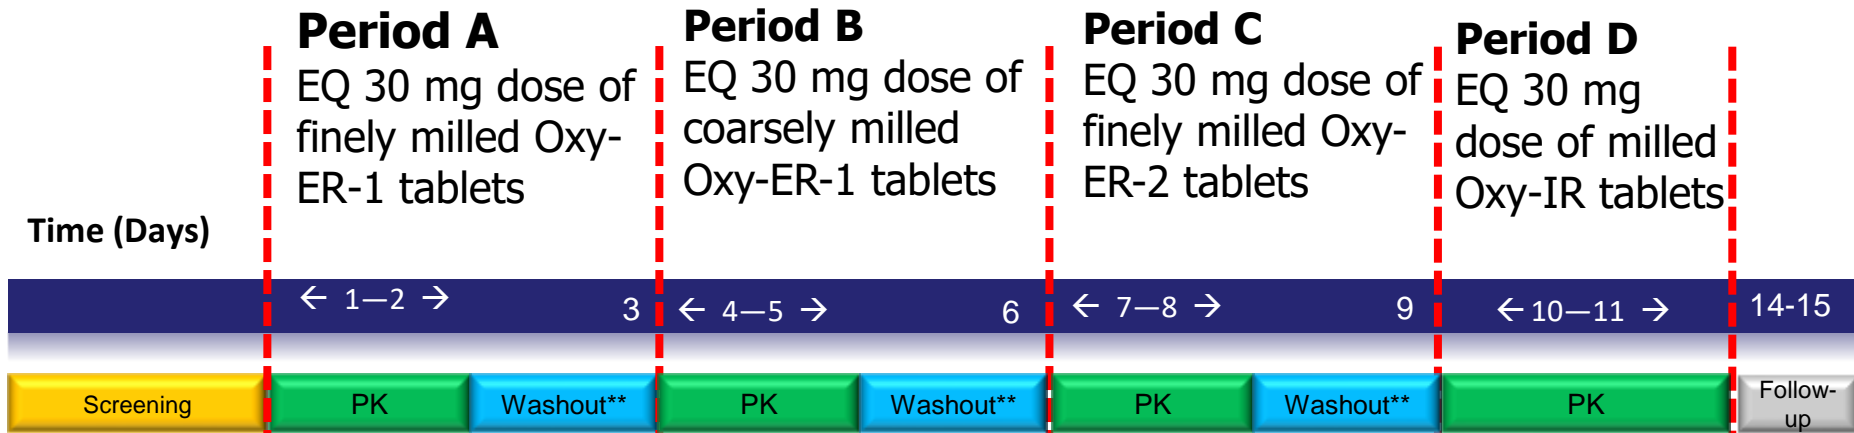 Period A
EQ 30 mg dose of
finely milled Oxy-
ER-1 tablets
Period B
EQ 30 mg dose of
coarsely milled
Oxy-ER-1 tablets
Period C
EQ 30 mg dose of
finely milled Oxy-
ER-2 tablets
Period D
EQ 30 mg
dose of milled
Oxy-IR tablets
Time (Days)
← 1—2 →
3
← 4—5 →
6
← 7—8 →
9
← 10—11 →
14-15
Screening
PK
Washout**
PK
Washout**
PK
Washout**
PK
Follow-
up